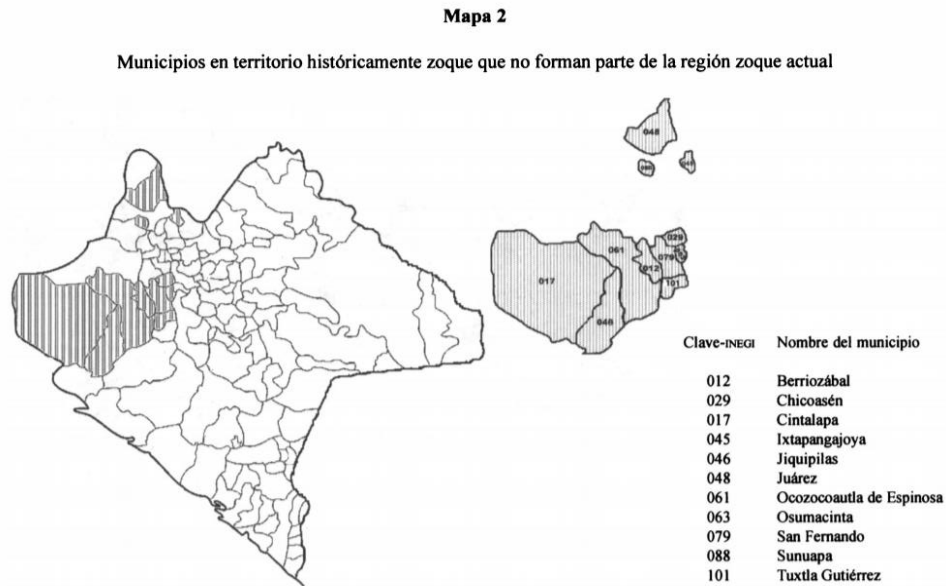 Mapa 2
Municipios en territorio históricamente zoque que no forman parte de la región zoque actual
048
029
061
079
012
017
101
046
Clave-INEGI Nombre del municipio
012 Berriozábal
029 Chicoasén
017 Cintalapa
045 Ixtapangajoya
046 Jiquipilas
048 Juárez
061 Ocozocoautla de Espinosa
063 Osumacinta
079 San Fernando
088 Sunuapa
101 Tuxtla Gutiérrez